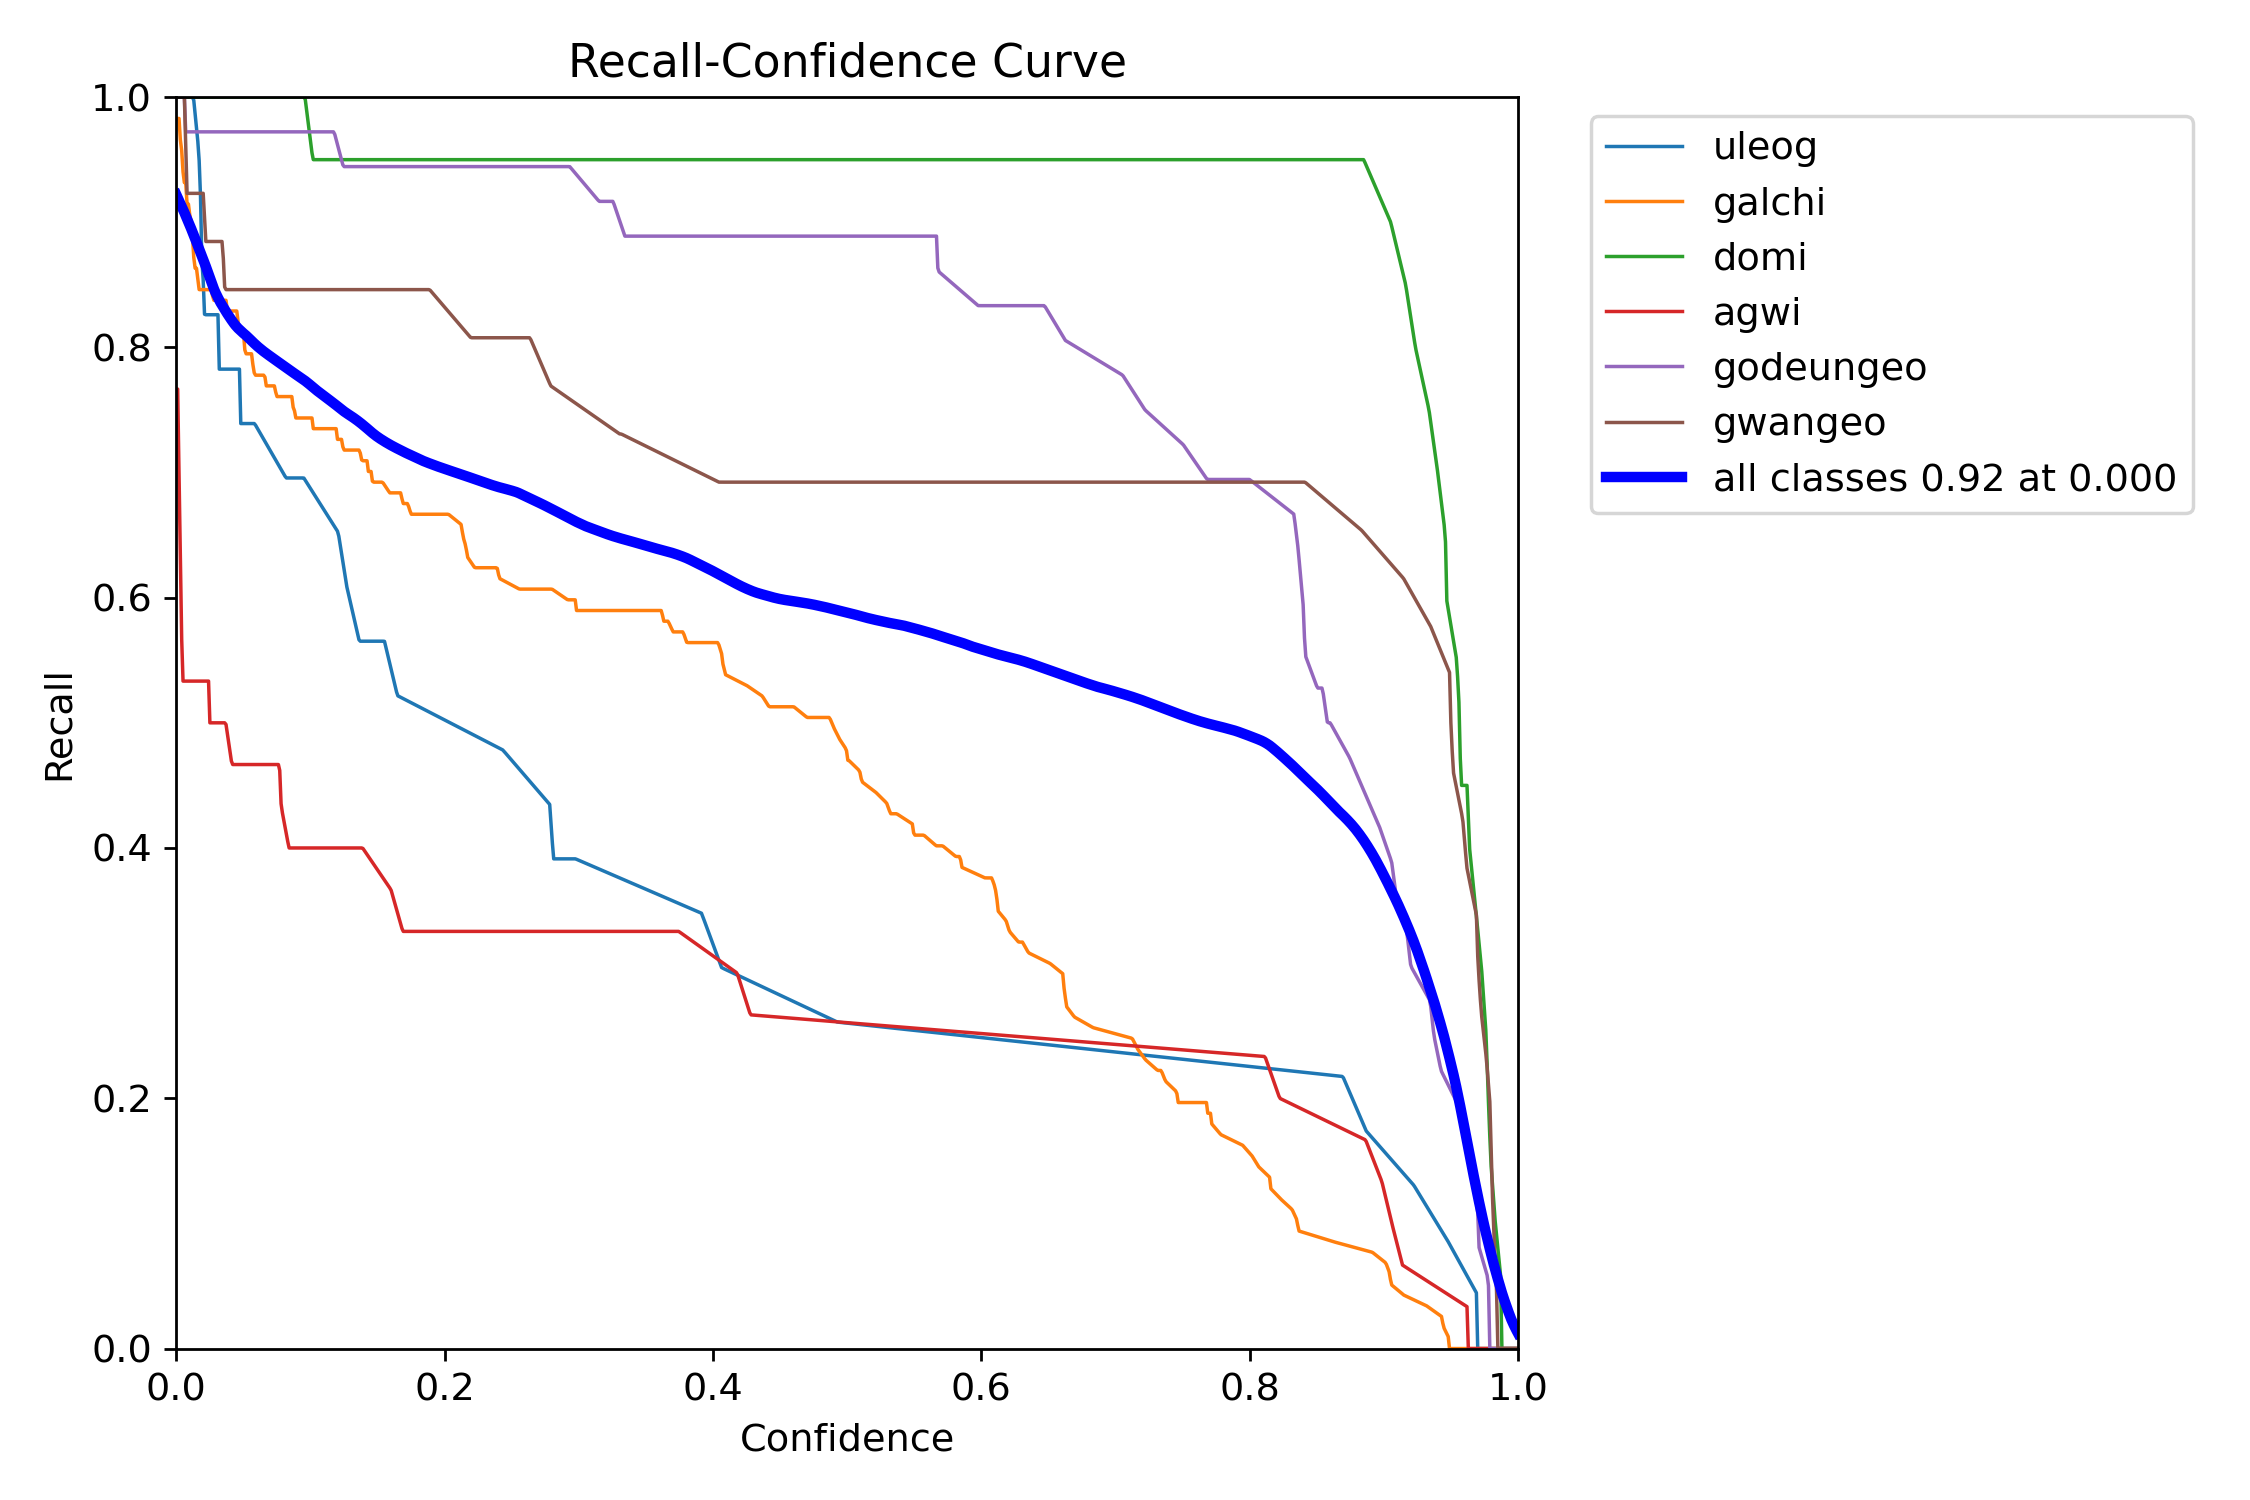 Recall-Confidence Curve
1.0
0.8
0.6
0.4
0.2
0.0
Recall
0.0 0.2 0.4 0.6 0.8 1.0
Confidence
uleog
galchi
domi
agwi
godeungeo
gwangeo
all classes 0.92 at 0.000